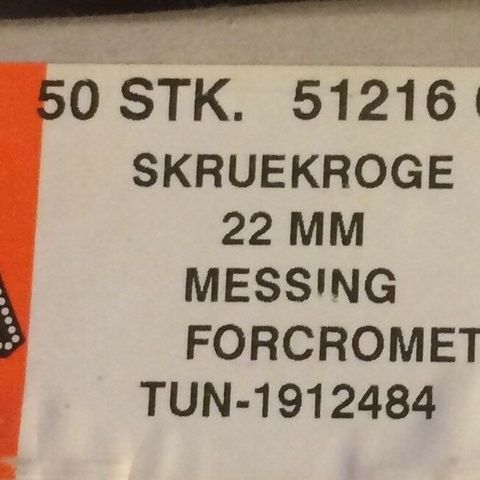 50 STK. 51216
SKRUEKROGE
22 MM
MESSING
FORCROMET
TUN-1912484